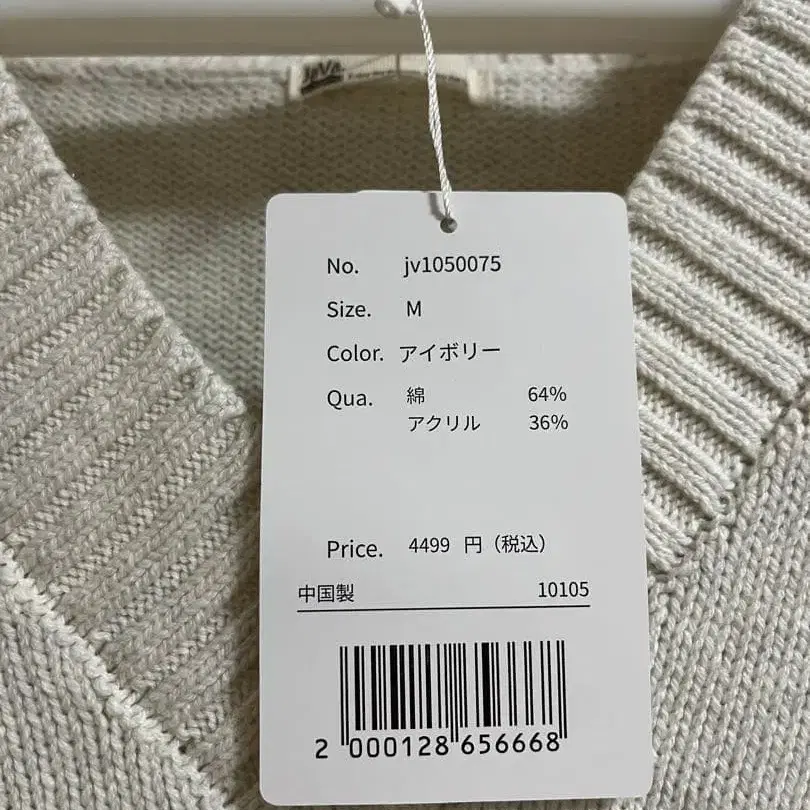 No. jv1050075
Size. M
Color. アイボリー
Qua. 綿 64%
アクリル 36%
Price. 4499 円（税込）
中国製 10105
2 000128 656668